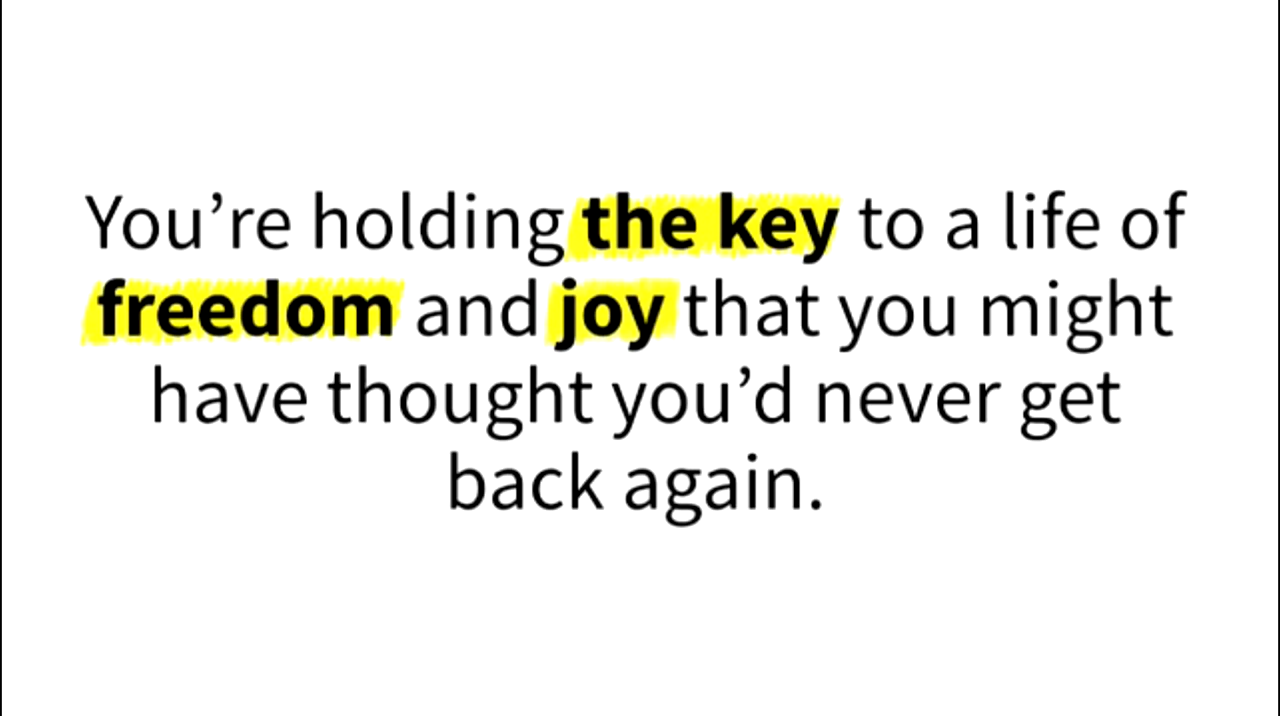 You’re holding the key to a life of
freedom and joy that you might
have thought you’d never get
back again.